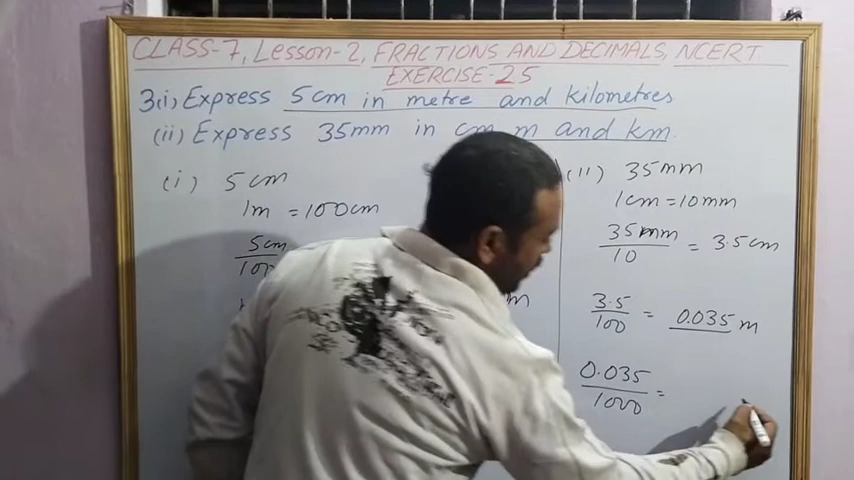 CLASS-7, Lesson-2, FRACTIONS AND DECIMALS, NCERT
EXERCISE-25
3(i) Express 5cm in metre and kilometres
(ii) Express 35mm in cm, m and km.
(i) 5cm
1m = 100cm
5cm
(ii) 35mm
1cm = 10mm
35mm/10 = 3.5cm
3.5/100 = 0.035m
0.035/1000 =